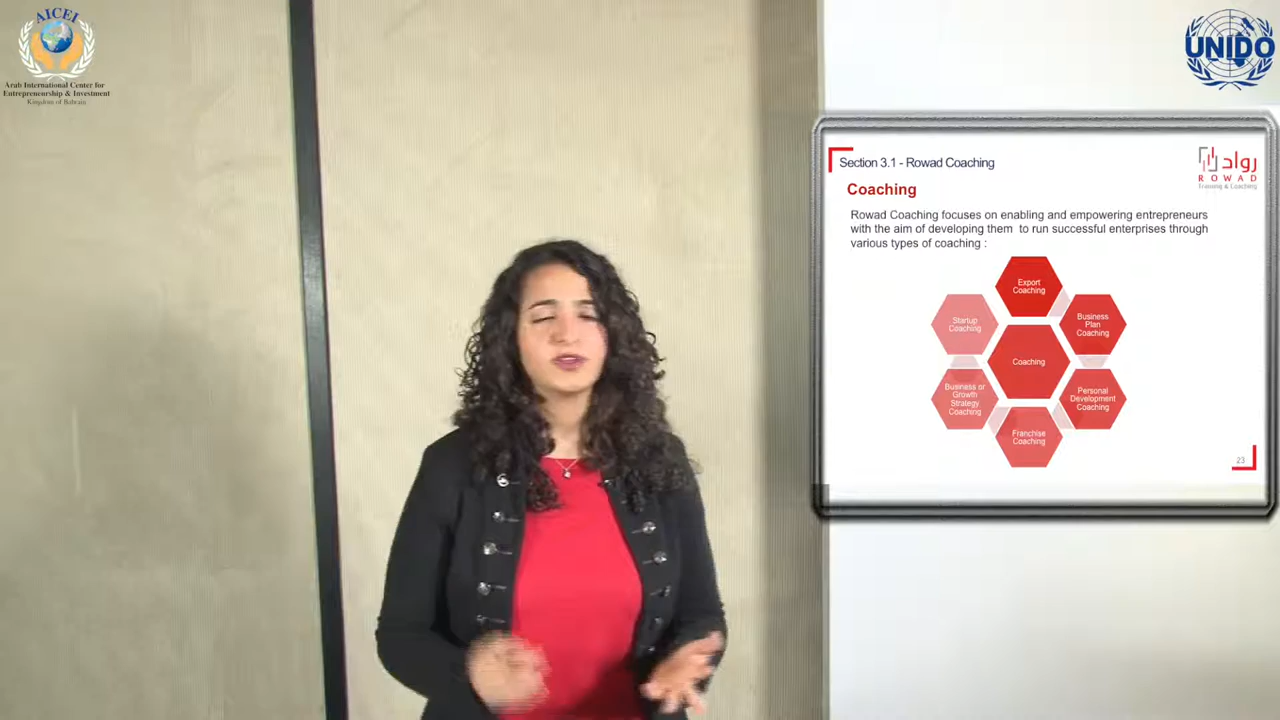 AICEI
Arab International Center for
Entrepreneurship & Investment
Kingdom of Bahrain
UNIDO
Section 3.1 - Rowad Coaching
رواد
ROWAD
Training & Coaching
Coaching
Rowad Coaching focuses on enabling and empowering entrepreneurs
with the aim of developing them to run successful enterprises through
various types of coaching :
Export
Coaching
Startup
Coaching
Business
Plan
Coaching
Coaching
Business or
Growth
Strategy
Coaching
Personal
Development
Coaching
Franchise
Coaching
23